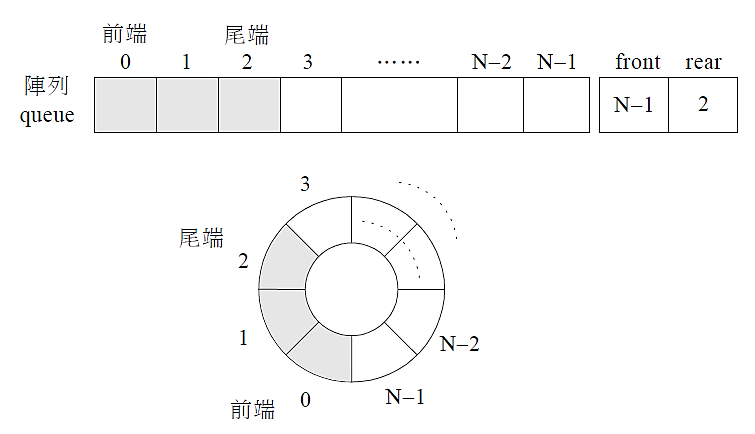 前端 尾端
0 1 2 3 …… N–2 N–1 front rear
陣列
queue
N–1 2
3
尾端
2
1
N–2
前端 0 N–1